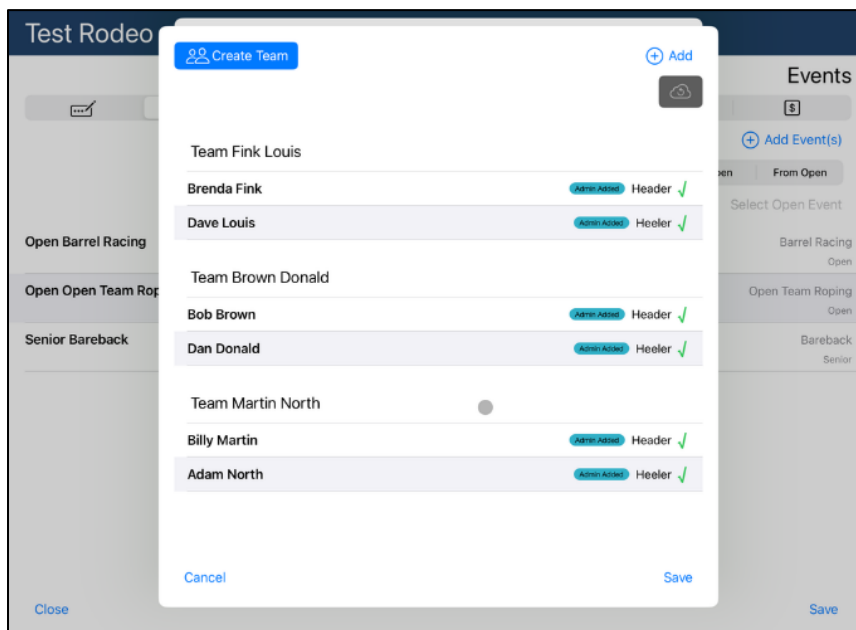 Test Rodeo
Create Team
Add
Events
Add Event(s)
pen
From Open
Select Open Event
Team Fink Louis
Brenda Fink Admin Added Header
Dave Louis Admin Added Heeler
Open Barrel Racing
Barrel Racing
Open
Team Brown Donald
Open Open Team Rop
Open Team Roping
Open
Bob Brown Admin Added Header
Dan Donald Admin Added Heeler
Senior Bareback
Bareback
Senior
Team Martin North
Billy Martin Admin Added Header
Adam North Admin Added Heeler
Cancel
Save
Close
Save